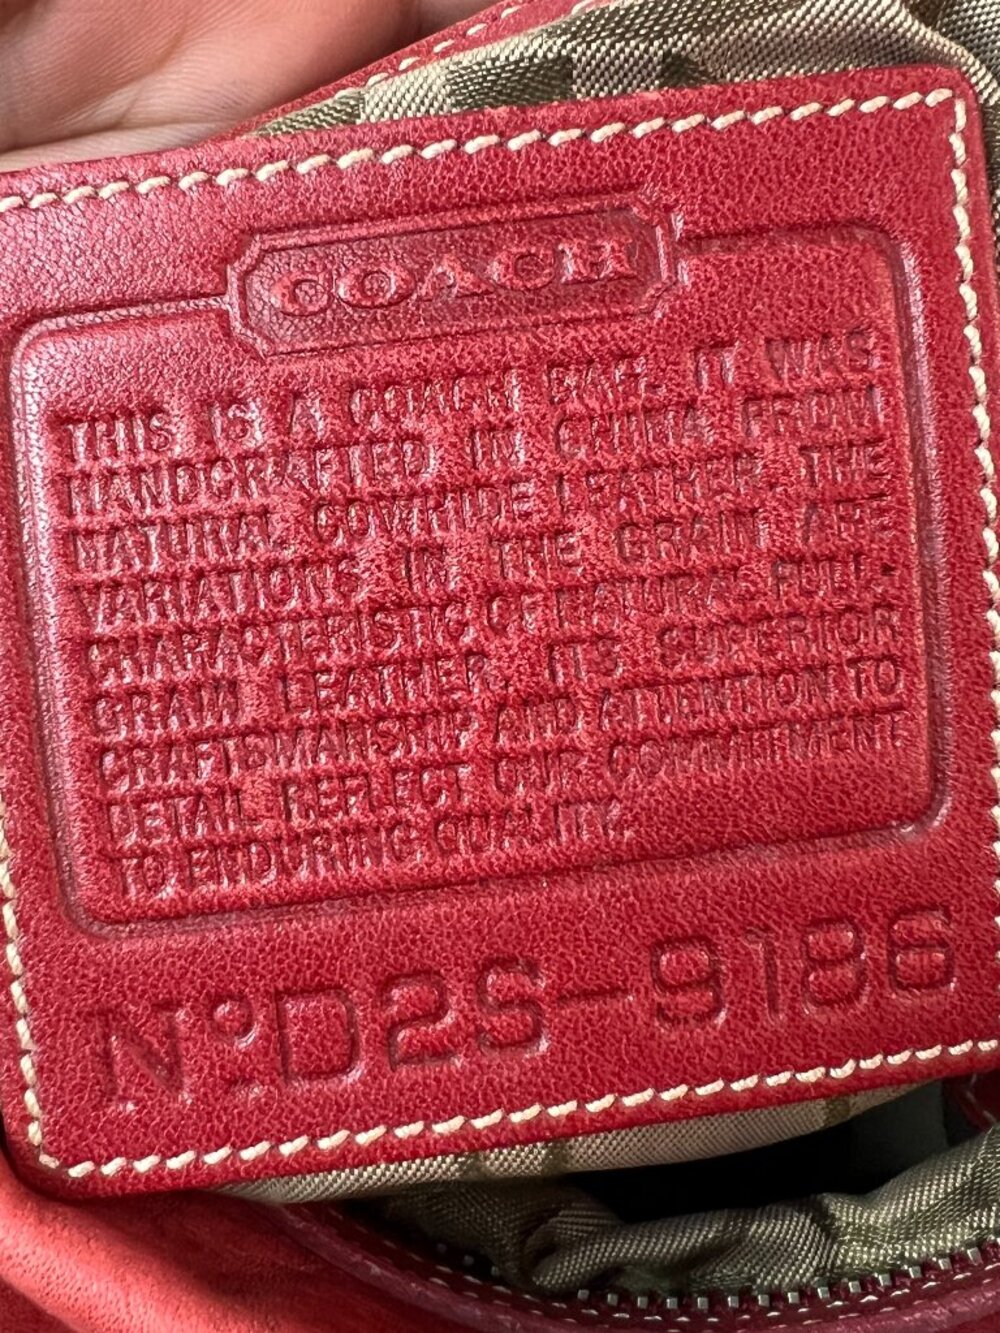 COACH
THIS IS A COACH BAG. IT WAS
HANDCRAFTED IN CHINA FROM
NATURAL COWHIDE LEATHER. THE
VARIATIONS IN THE GRAIN ARE
CHARACTERISTIC OF NATURAL FULL-
GRAIN LEATHER. ITS SUPERIOR
CRAFTSMANSHIP AND ATTENTION TO
DETAIL REFLECT OUR COMMITMENT
TO ENDURING QUALITY.
Nº D2S-9186